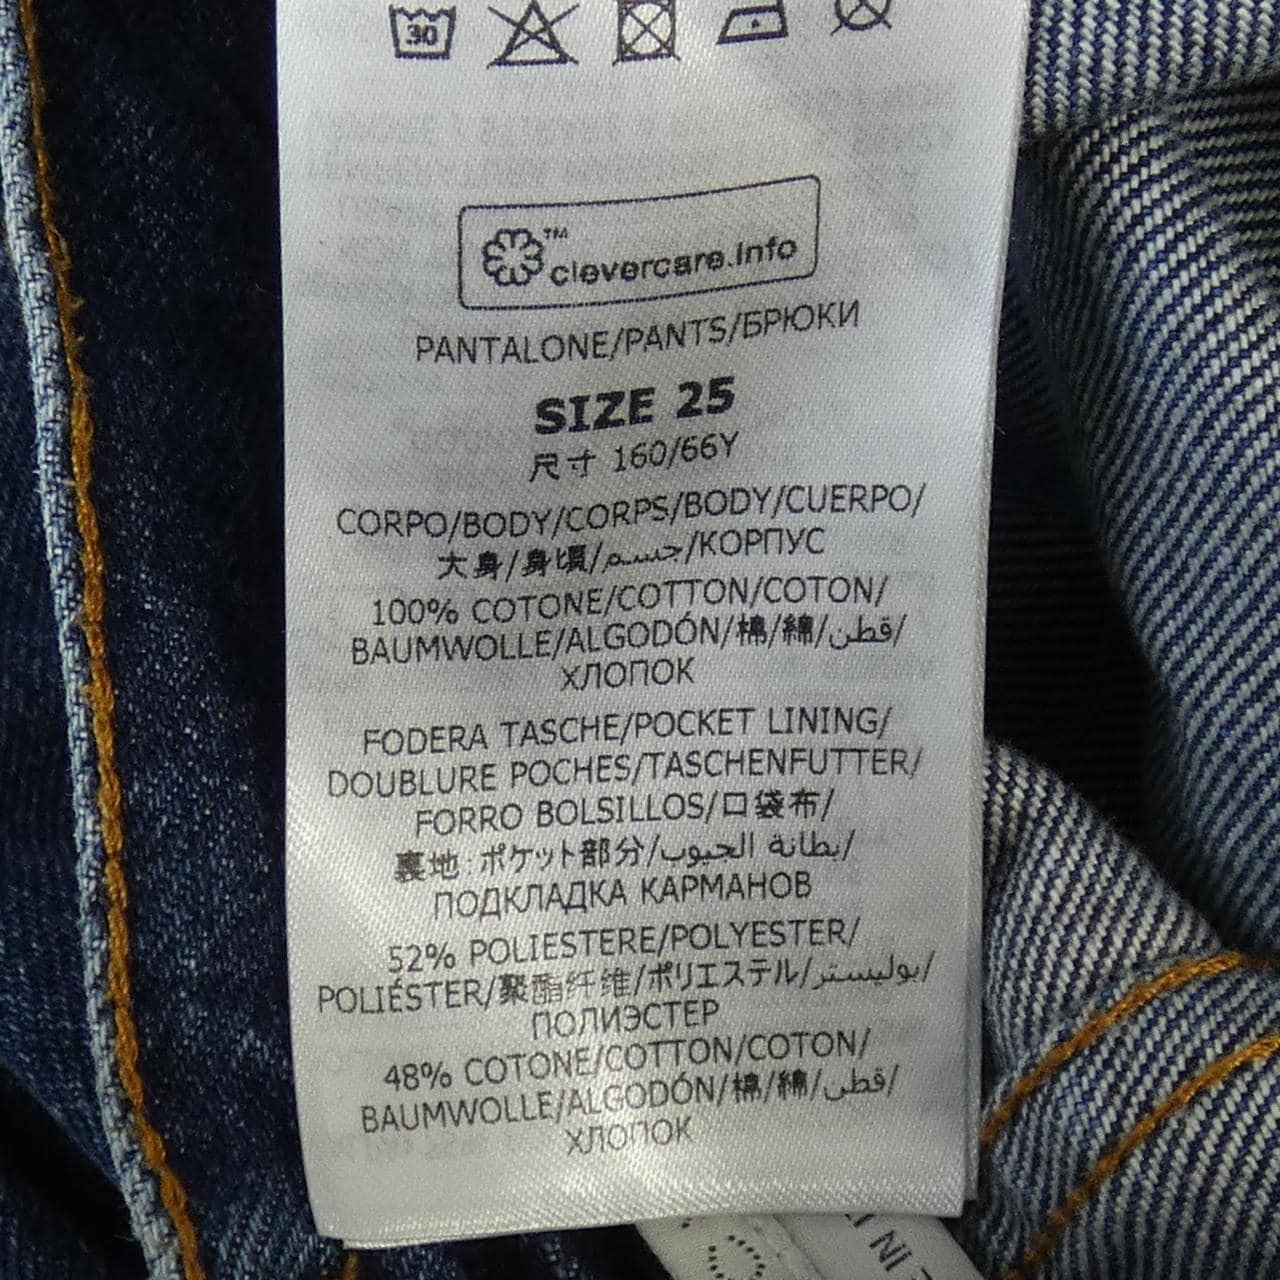 30
™
clevercare.info
PANTALONE/PANTS/БРЮКИ
SIZE 25
尺寸 160/66Y
CORPO/BODY/CORPS/BODY/CUERPO/
大身/身頃/جسم/КОРПУС
100% COTONE/COTTON/COTON/
BAUMWOLLE/ALGODÓN/棉/綿/قطن/
ХЛОПОК
FODERA TASCHE/POCKET LINING/
DOUBLURE POCHES/TASCHENFUTTER/
FORRO BOLSILLOS/口袋布/
裏地:ポケット部分/بطانة الجيوب/
ПОДКЛАДКА КАРМАНОВ
52% POLIESTERE/POLYESTER/
POLIÉSTER/聚酯纤维/ポリエステル/بوليستر/
ПОЛИЭСТЕР
48% COTONE/COTTON/COTON/
BAUMWOLLE/ALGODÓN/棉/綿/قطن/
ХЛОПОК